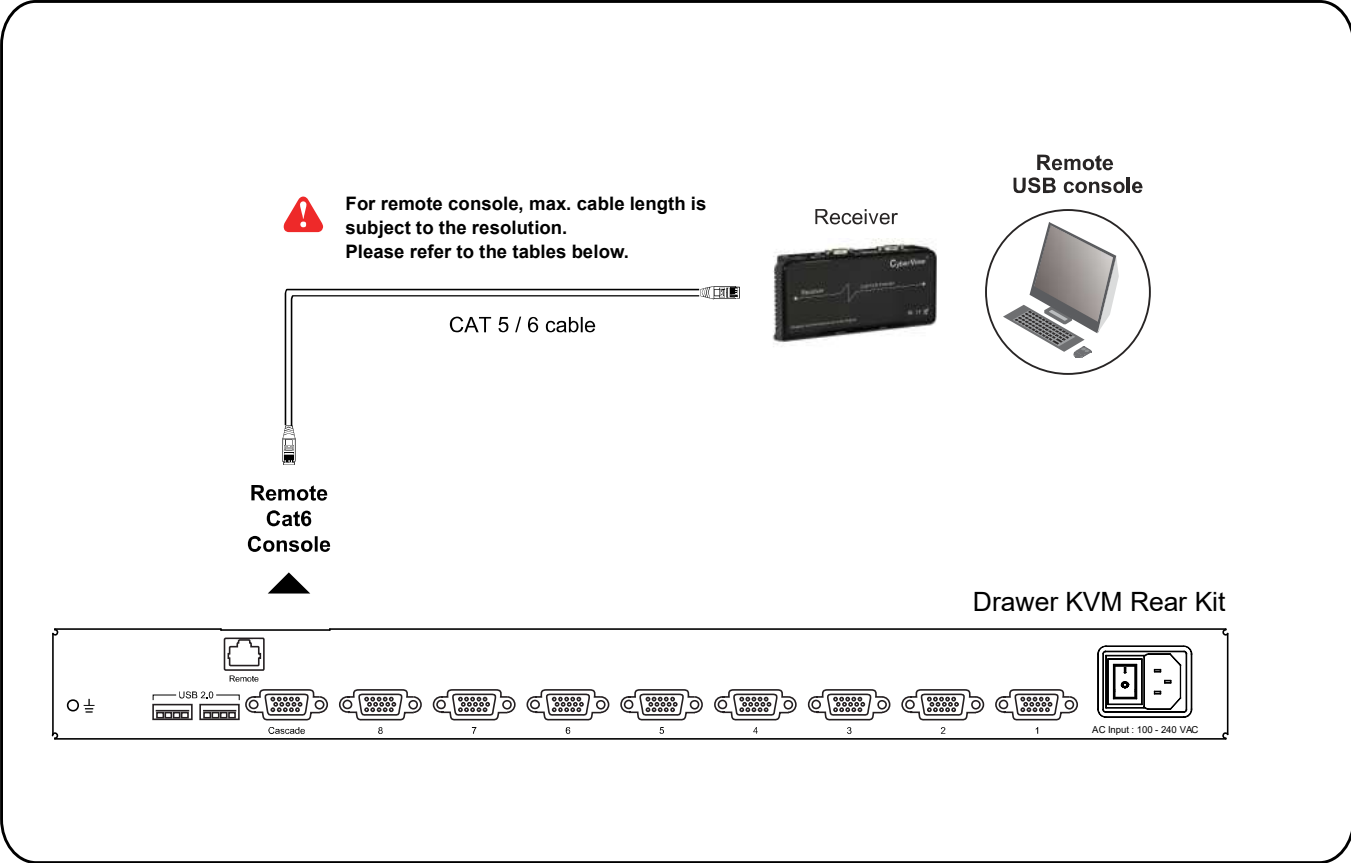 Remote
USB console
For remote console, max. cable length is
subject to the resolution.
Please refer to the tables below.
Receiver
CyberView
Receiver
CAT 5 / 6 cable
Remote
Cat6
Console
Drawer KVM Rear Kit
Remote
USB 2.0
Cascade
8
7
6
5
4
3
2
1
AC Input : 100 - 240 VAC